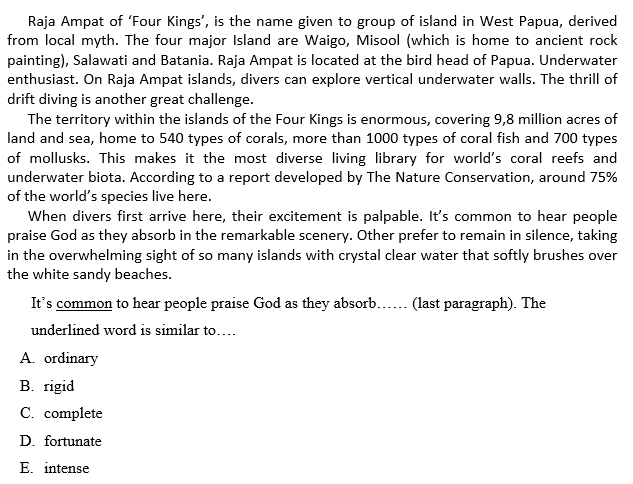 Raja Ampat of ‘Four Kings’, is the name given to group of island in West Papua, derived
from local myth. The four major Island are Waigo, Misool (which is home to ancient rock
painting), Salawati and Batania. Raja Ampat is located at the bird head of Papua. Underwater
enthusiast. On Raja Ampat islands, divers can explore vertical underwater walls. The thrill of
drift diving is another great challenge.
The territory within the islands of the Four Kings is enormous, covering 9,8 million acres of
land and sea, home to 540 types of corals, more than 1000 types of coral fish and 700 types
of mollusks. This makes it the most diverse living library for world’s coral reefs and
underwater biota. According to a report developed by The Nature Conservation, around 75%
of the world’s species live here.
When divers first arrive here, their excitement is palpable. It’s common to hear people
praise God as they absorb in the remarkable scenery. Other prefer to remain in silence, taking
in the overwhelming sight of so many islands with crystal clear water that softly brushes over
the white sandy beaches.
It’s common to hear people praise God as they absorb…… (last paragraph). The
underlined word is similar to….
A. ordinary
B. rigid
C. complete
D. fortunate
E. intense